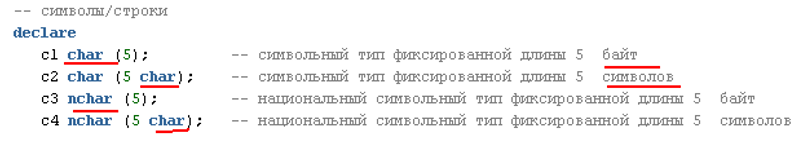 -- символы/строки
declare
c1 char (5); -- символьный тип фиксированной длины 5 байт
c2 char (5 char); -- символьный тип фиксированной длины 5 символов
c3 nchar (5); -- национальный символьный тип фиксированной длины 5 байт
c4 nchar (5 char); -- национальный символьный тип фиксированной длины 5 символов